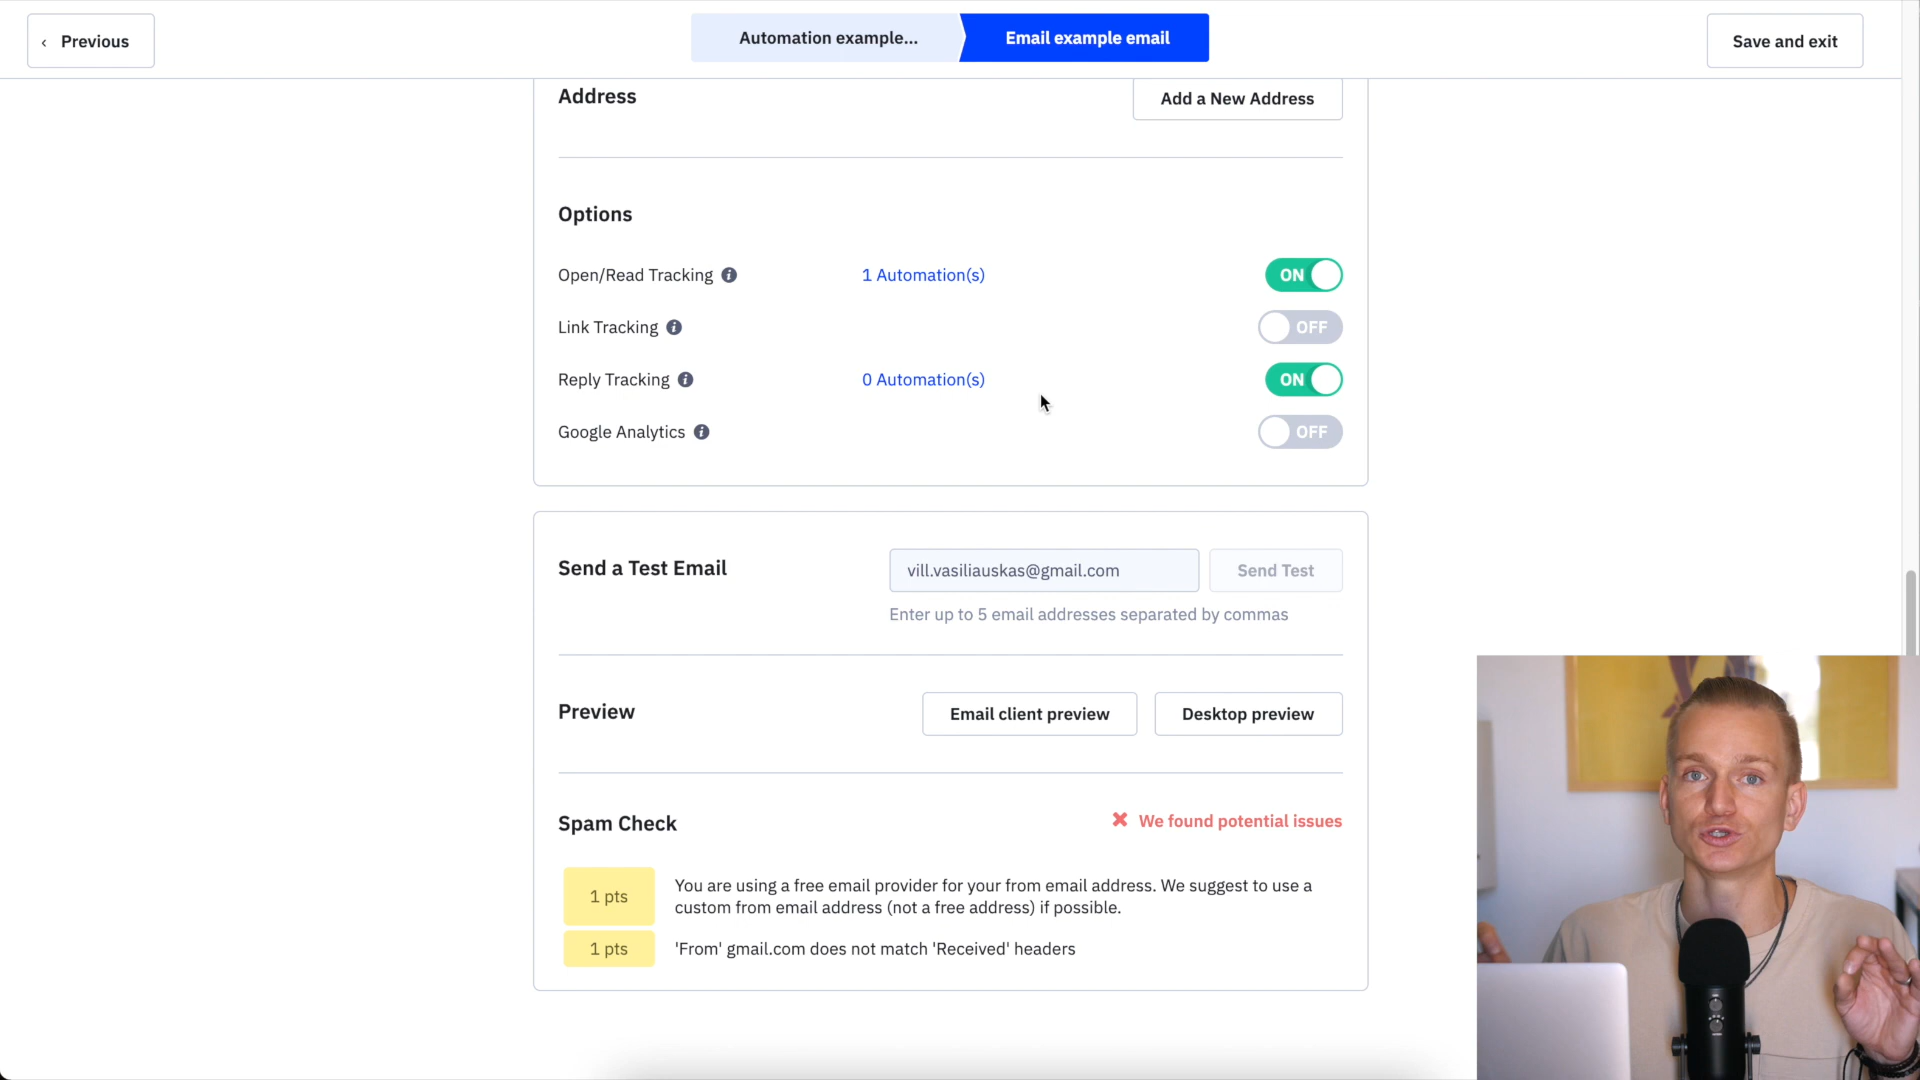 ‹ Previous
Automation example...
Email example email
Save and exit
Address
Add a New Address
Options
Open/Read Tracking
1 Automation(s)
ON
Link Tracking
OFF
Reply Tracking
0 Automation(s)
ON
Google Analytics
OFF
Send a Test Email
vill.vasiliauskas@gmail.com
Send Test
Enter up to 5 email addresses separated by commas
Preview
Email client preview
Desktop preview
Spam Check
We found potential issues
1 pts
You are using a free email provider for your from email address. We suggest to use a
custom from email address (not a free address) if possible.
1 pts
'From' gmail.com does not match 'Received' headers